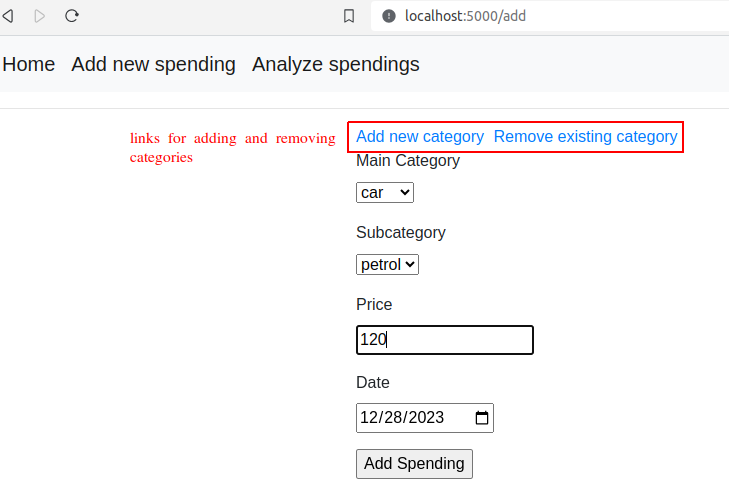 localhost:5000/add
Home Add new spending Analyze spendings
links for adding and removing
categories
Add new category Remove existing category
Main Category
car
Subcategory
petrol
Price
120
Date
12/28/2023
Add Spending